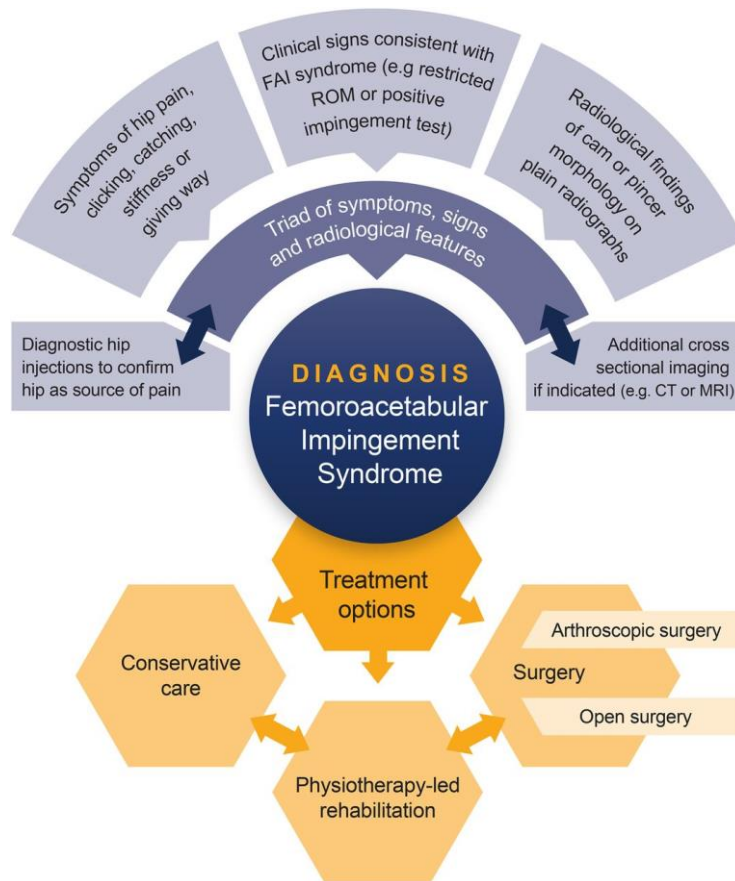 Symptoms of hip pain,
clicking, catching,
stiffness or
giving way
Clinical signs consistent with
FAI syndrome (e.g restricted
ROM or positive
impingement test)
Radiological findings
of cam or pincer
morphology on
plain radiographs
Triad of symptoms, signs
and radiological features
Diagnostic hip
injections to confirm
hip as source of pain
Additional cross
sectional imaging
if indicated (e.g. CT or MRI)
DIAGNOSIS
Femoroacetabular
Impingement
Syndrome
Treatment
options
Conservative
care
Surgery
Arthroscopic surgery
Open surgery
Physiotherapy-led
rehabilitation